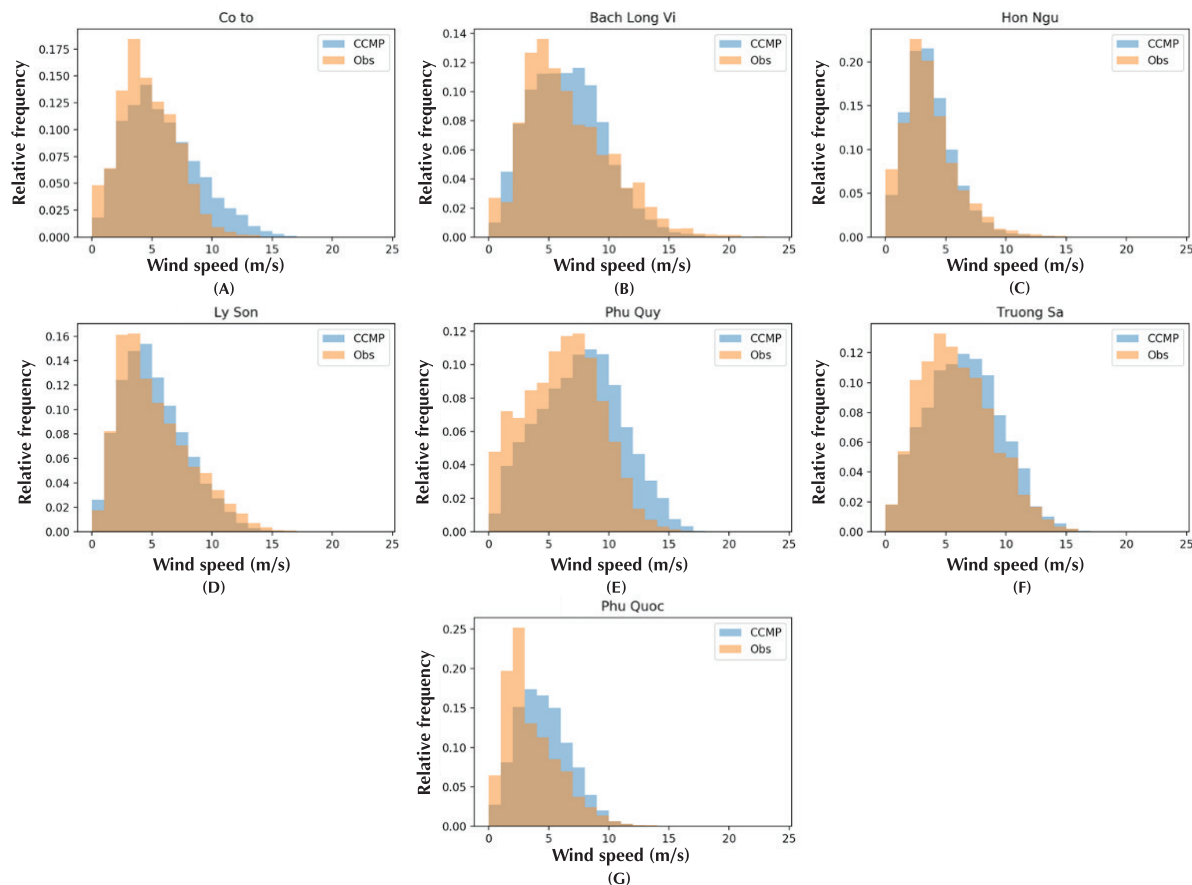 Co to
0.175
0.150
0.125
0.100
0.075
0.050
0.025
0.000
Relative frequency
CCMP
Obs
0 5 10 15 20 25
Wind speed (m/s)
(A)
Bach Long Vi
0.14
0.12
0.10
0.08
0.06
0.04
0.02
0.00
Relative frequency
CCMP
Obs
0 5 10 15 20 25
Wind speed (m/s)
(B)
Hon Ngu
0.20
0.15
0.10
0.05
0.00
Relative frequency
CCMP
Obs
0 5 10 15 20 25
Wind speed (m/s)
(C)
Ly Son
0.16
0.14
0.12
0.10
0.08
0.06
0.04
0.02
0.00
Relative frequency
CCMP
Obs
0 5 10 15 20 25
Wind speed (m/s)
(D)
Phu Quy
0.12
0.10
0.08
0.06
0.04
0.02
0.00
Relative frequency
CCMP
Obs
0 5 10 15 20 25
Wind speed (m/s)
(E)
Truong Sa
0.12
0.10
0.08
0.06
0.04
0.02
0.00
Relative frequency
CCMP
Obs
0 5 10 15 20 25
Wind speed (m/s)
(F)
Phu Quoc
0.25
0.20
0.15
0.10
0.05
0.00
Relative frequency
CCMP
Obs
0 5 10 15 20 25
Wind speed (m/s)
(G)